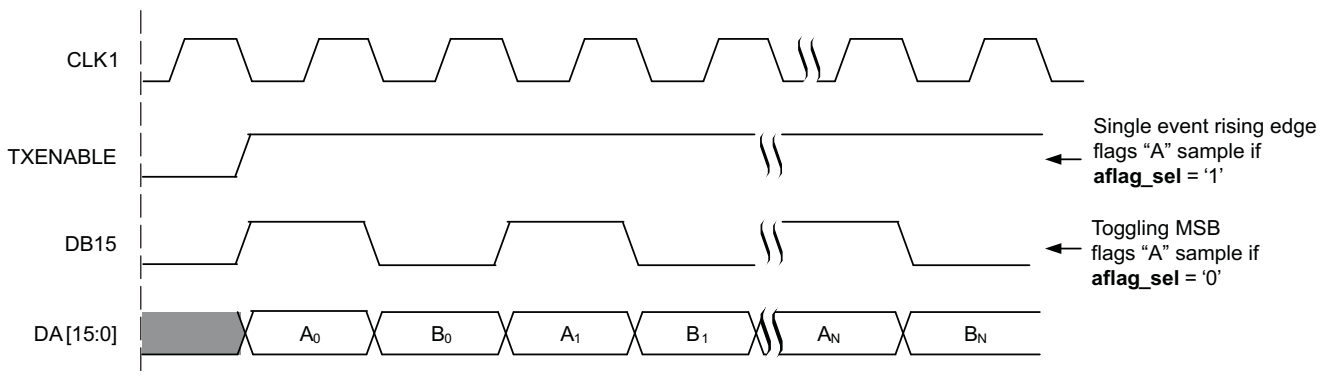 CLK1
TXENABLE
Single event rising edge
flags “A” sample if
aflag_sel = ‘1’
DB15
Toggling MSB
flags “A” sample if
aflag_sel = ‘0’
DA[15:0]
A₀ B₀ A₁ B₁ Aₙ Bₙ